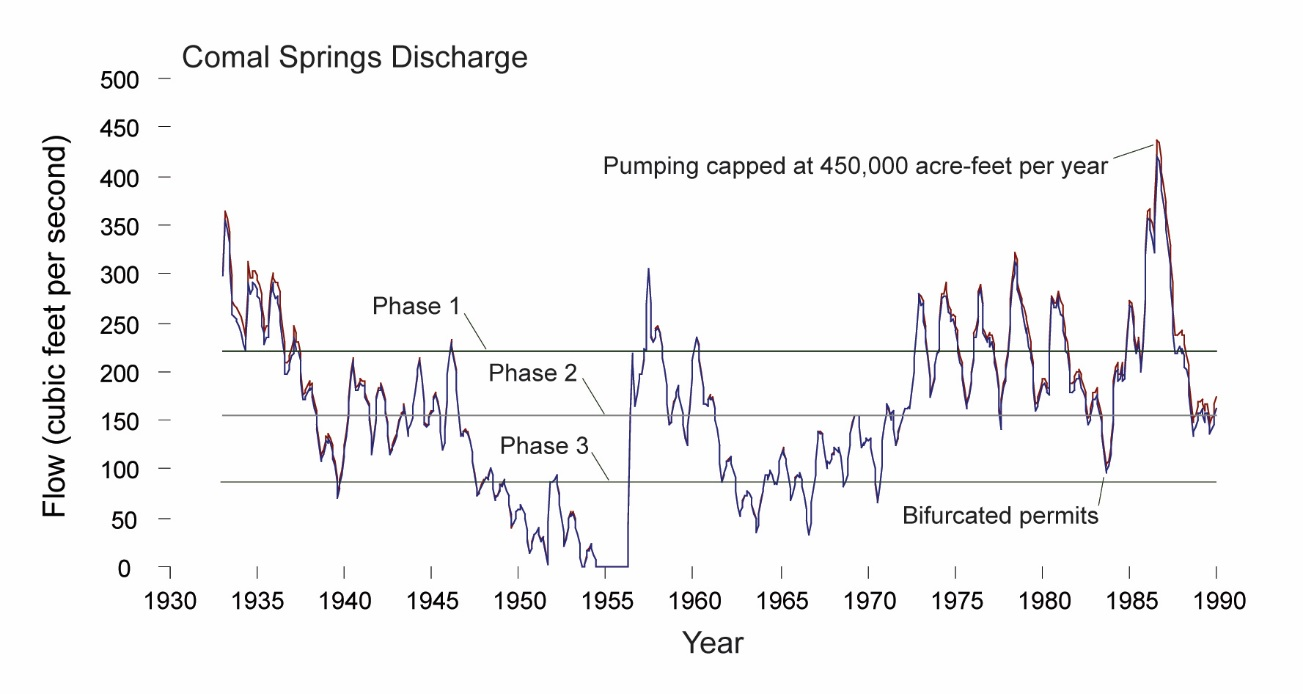 Comal Springs Discharge
500
450
400
350
300
250
200
150
100
50
0
Flow (cubic feet per second)
Pumping capped at 450,000 acre-feet per year
Phase 1
Phase 2
Phase 3
Bifurcated permits
1930 1935 1940 1945 1950 1955 1960 1965 1970 1975 1980 1985 1990
Year